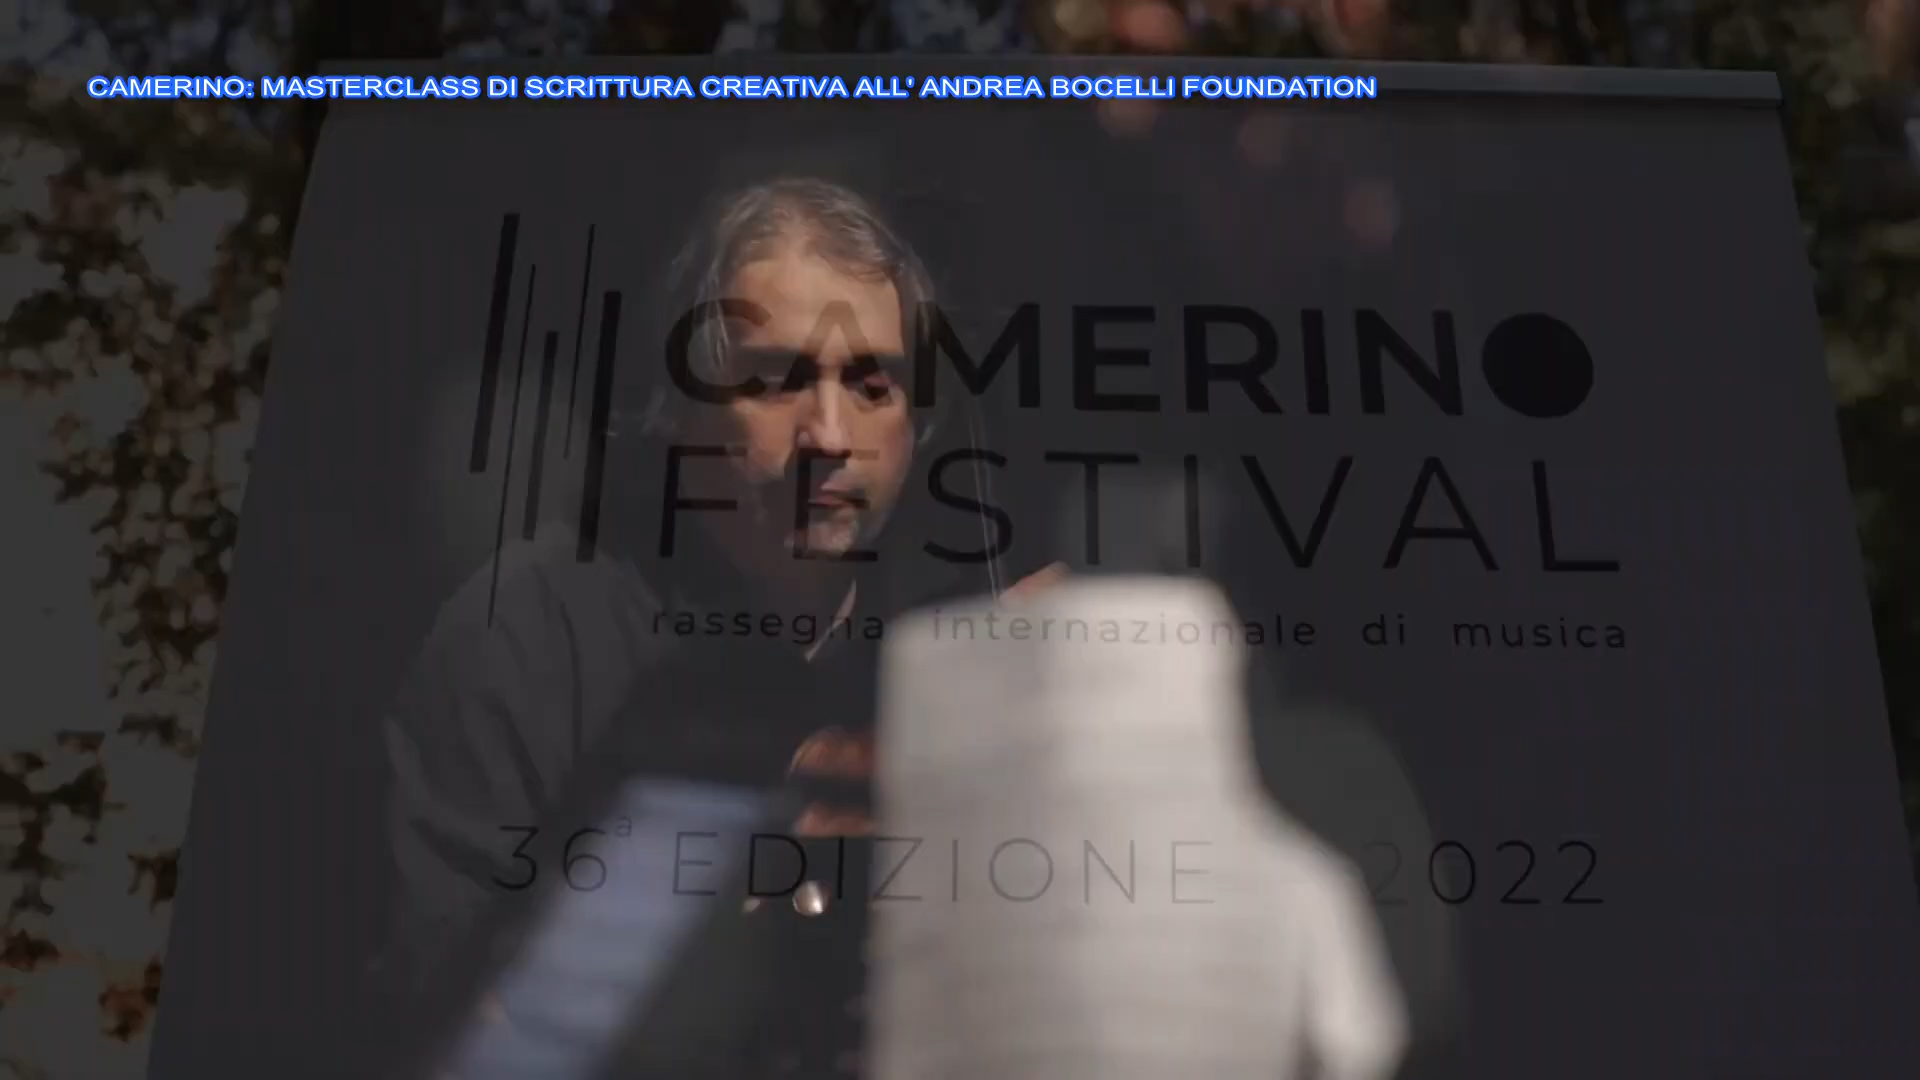 CAMERINO: MASTERCLASS DI SCRITTURA CREATIVA ALL' ANDREA BOCELLI FOUNDATION
CAMERINO
FESTIVAL
rassegna internazionale di musica
36ª EDIZIONE 2022